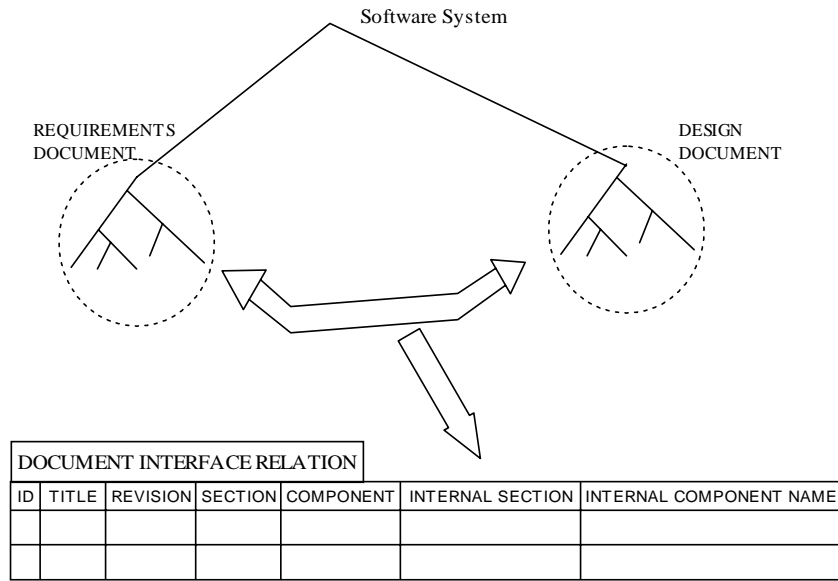 Software System
REQUIREMENTS
DOCUMENT
DESIGN
DOCUMENT
DOCUMENT INTERFACE RELATION
ID TITLE REVISION SECTION COMPONENT INTERNAL SECTION INTERNAL COMPONENT NAME